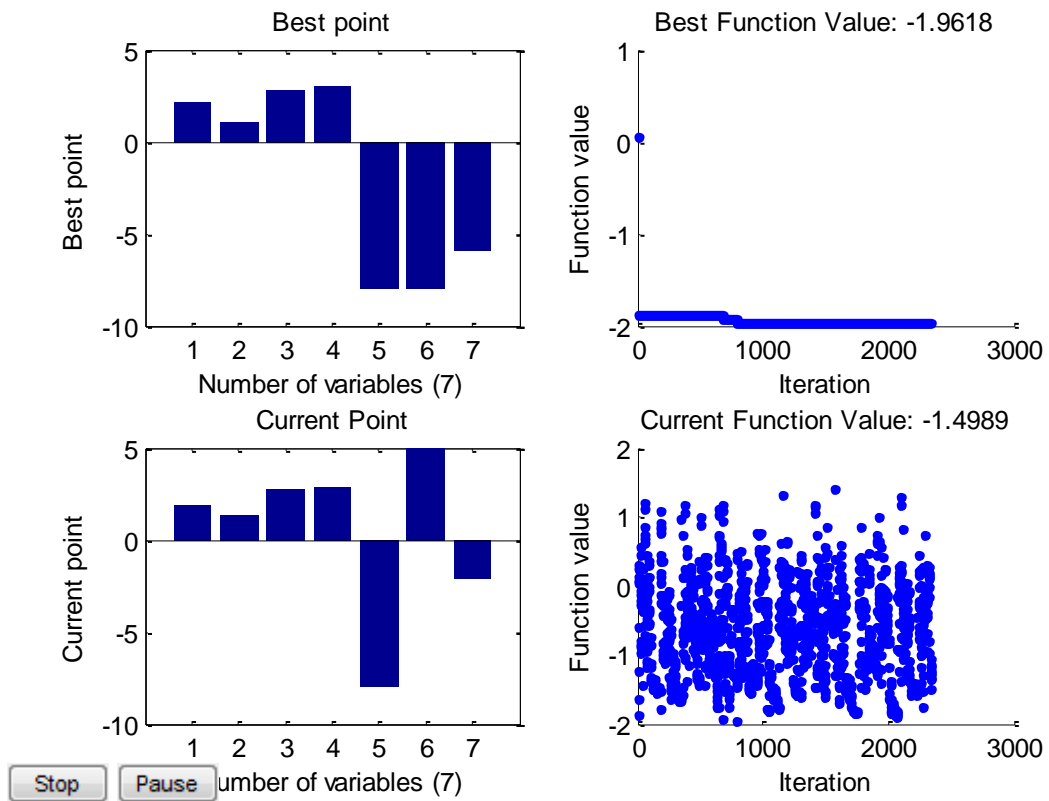 Best point
5
0
-5
-10
Best point
1 2 3 4 5 6 7
Number of variables (7)
Best Function Value: -1.9618
1
0
-1
-2
Function value
0 1000 2000 3000
Iteration
Current Point
5
0
-5
-10
Current point
1 2 3 4 5 6 7
umber of variables (7)
Current Function Value: -1.4989
2
1
0
-1
-2
Function value
0 1000 2000 3000
Iteration
Stop
Pause